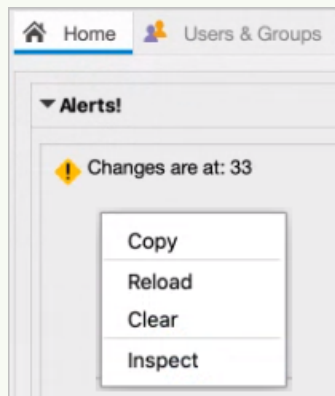 Home Users & Groups
Alerts!
Changes are at: 33
Copy
Reload
Clear
Inspect